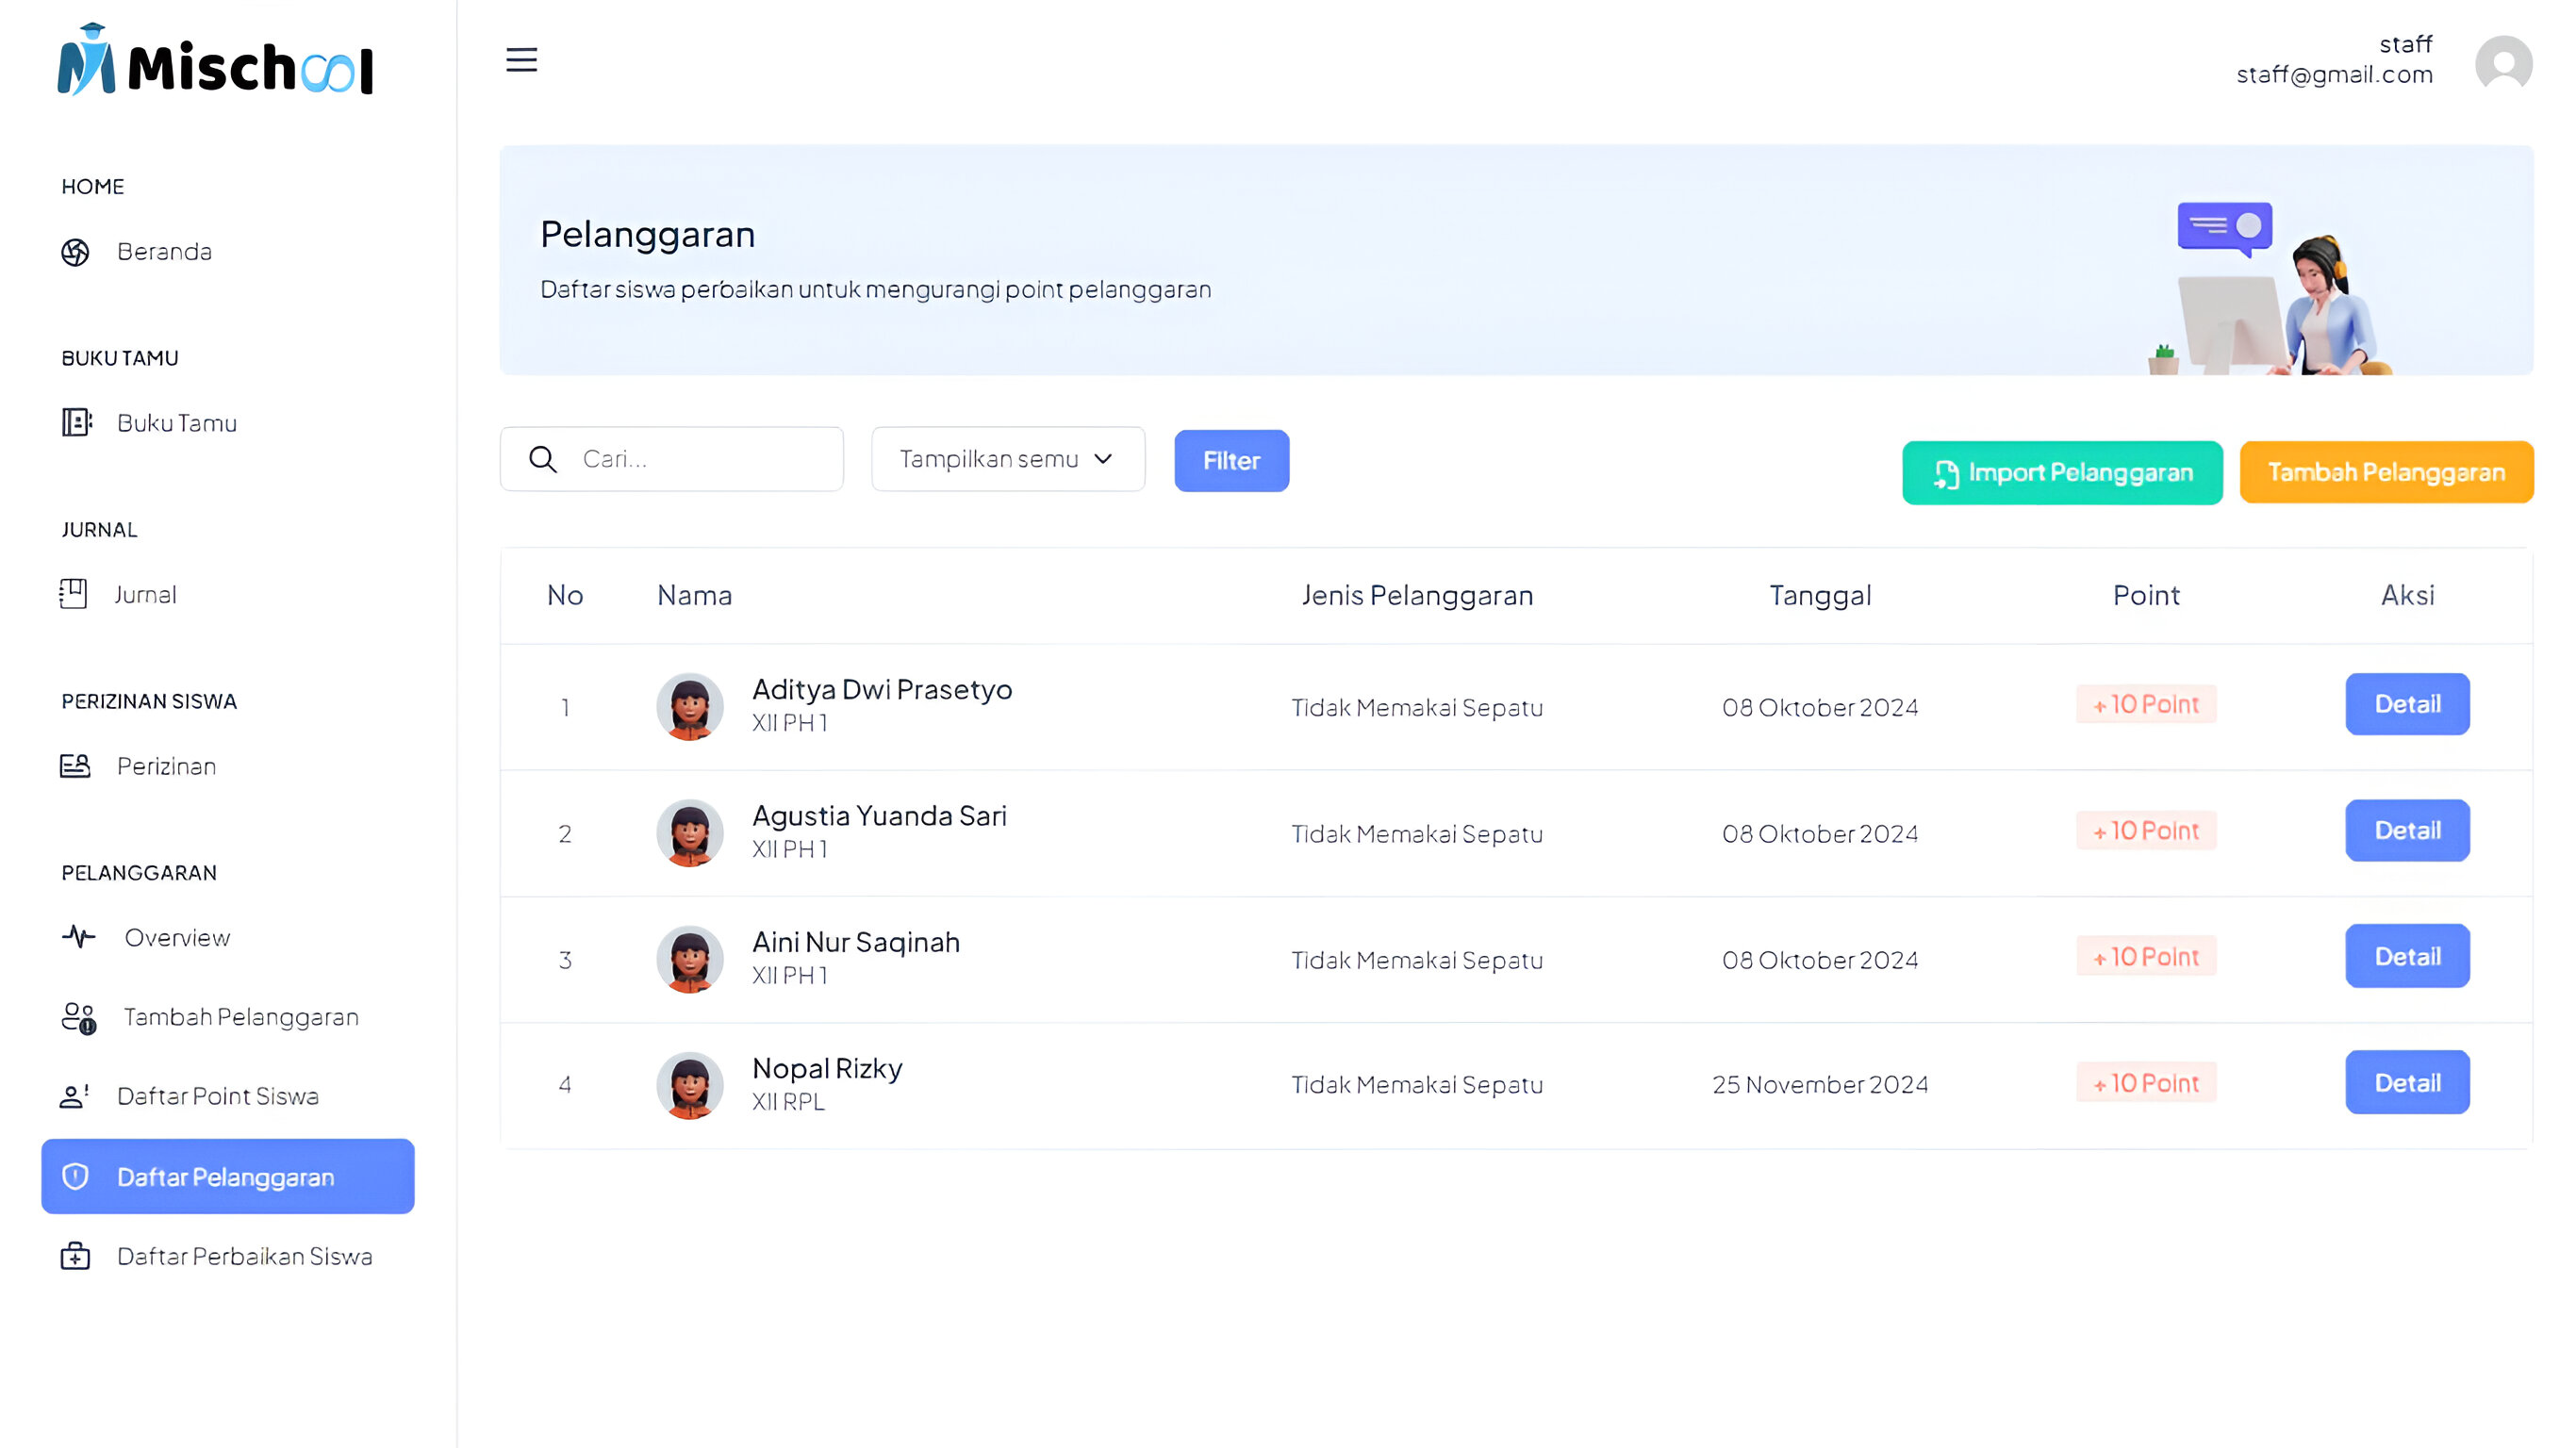 Mischool
staff
staff@gmail.com
HOME
Beranda
BUKU TAMU
Buku Tamu
JURNAL
Jurnal
PERIZINAN SISWA
Perizinan
PELANGGARAN
Overview
Tambah Pelanggaran
Daftar Point Siswa
Daftar Pelanggaran
Daftar Perbaikan Siswa
Pelanggaran
Daftar siswa perbaikan untuk mengurangi point pelanggaran
Cari...
Tampilkan semu
Filter
Import Pelanggaran
Tambah Pelanggaran
No Nama Jenis Pelanggaran Tanggal Point Aksi
1 Aditya Dwi Prasetyo Tidak Memakai Sepatu 08 Oktober 2024 +10 Point Detail
XII PH 1
2 Agustia Yuanda Sari Tidak Memakai Sepatu 08 Oktober 2024 +10 Point Detail
XII PH 1
3 Aini Nur Saqinah Tidak Memakai Sepatu 08 Oktober 2024 +10 Point Detail
XII PH 1
4 Nopal Rizky Tidak Memakai Sepatu 25 November 2024 +10 Point Detail
XII RPL